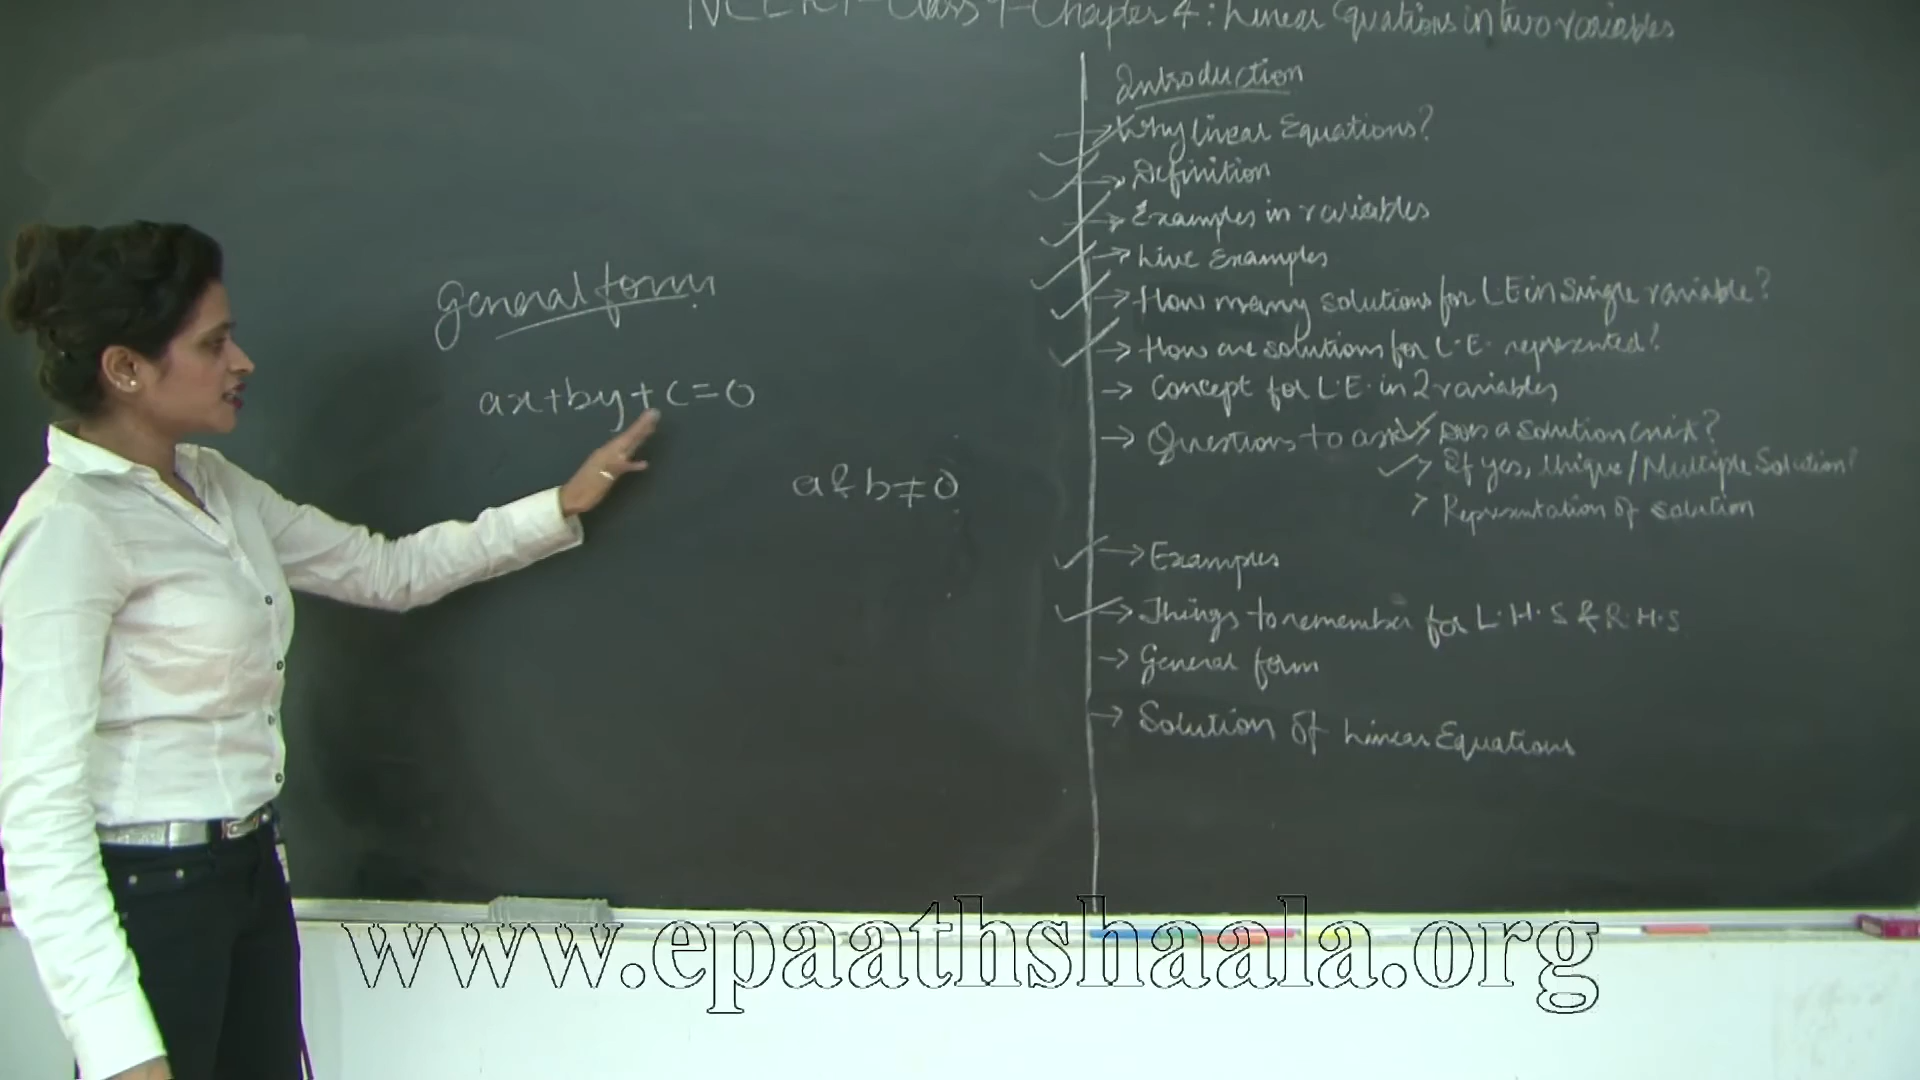 NCERT-Class 9-Chapter 4: Linear Equations in two variables
Introduction
→ Why linear Equations?
→ Definition
→ Examples in variables
→ Live Examples
→ How many solutions for L E in Single variable?
→ How are solutions for L.E. represented?
→ Concept for L.E. in 2 variables
→ Questions to ask > Does a solution exist?
> If yes, Unique/Multiple Solution?
> Representation of solution
→ Examples
→ Things to remember for L.H.S & R.H.S
→ General form
→ Solution of Linear Equations
General form
ax+by+c=0
a & b ≠ 0
www.epaathshaala.org